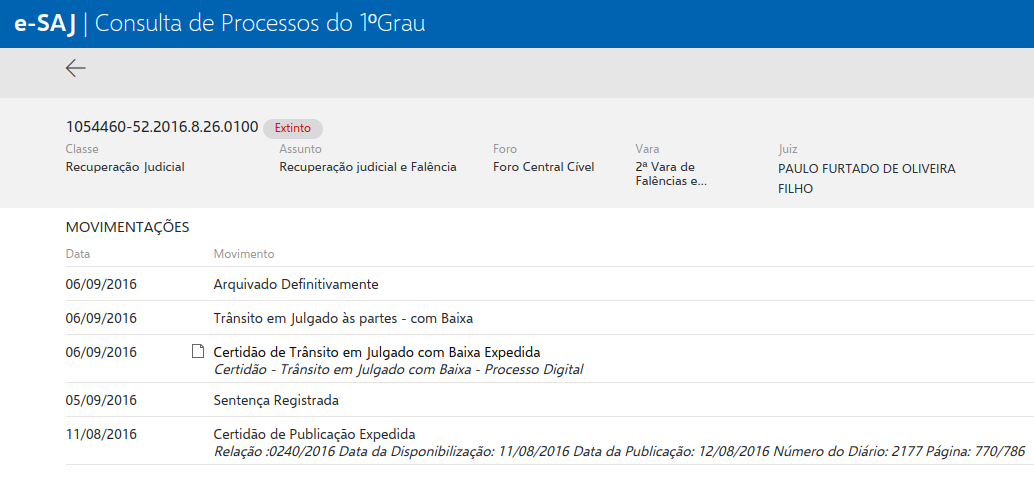 e-SAJ | Consulta de Processos do 1ºGrau
1054460-52.2016.8.26.0100 Extinto
Classe Assunto Foro Vara Juiz
Recuperação Judicial Recuperação judicial e Falência Foro Central Cível 2ª Vara de Falências e... PAULO FURTADO DE OLIVEIRA FILHO
MOVIMENTAÇÕES
Data Movimento
06/09/2016 Arquivado Definitivamente
06/09/2016 Trânsito em Julgado às partes - com Baixa
06/09/2016 Certidão de Trânsito em Julgado com Baixa Expedida
Certidão - Trânsito em Julgado com Baixa - Processo Digital
05/09/2016 Sentença Registrada
11/08/2016 Certidão de Publicação Expedida
Relação :0240/2016 Data da Disponibilização: 11/08/2016 Data da Publicação: 12/08/2016 Número do Diário: 2177 Página: 770/786